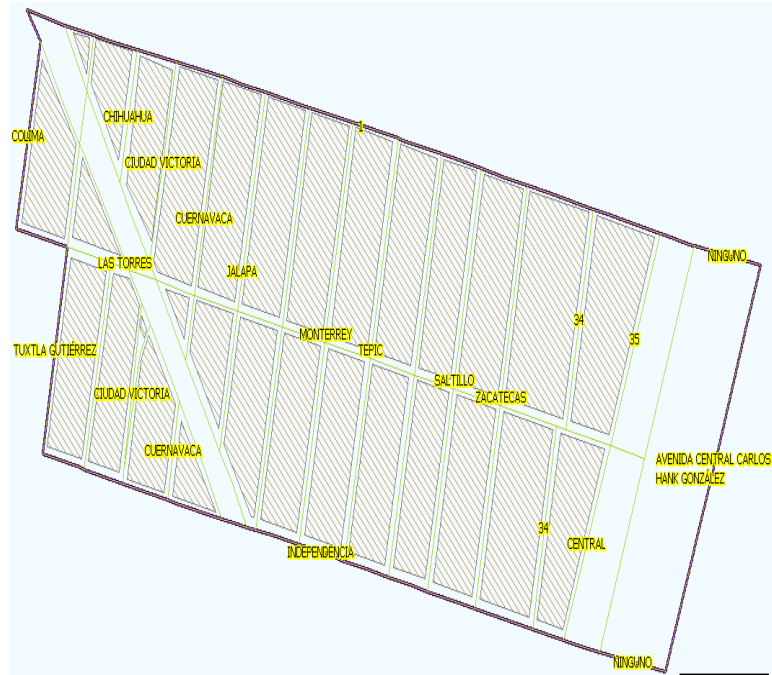 CHIHUAHUA
1
COLIMA
CIUDAD VICTORIA
CUERNAVACA
NINGUNO
LAS TORRES
JALAPA
34
MONTERREY
35
TUXTLA GUTIÉRREZ
TEPIC
SALTILLO
CIUDAD VICTORIA
ZACATECAS
CUERNAVACA
AVENIDA CENTRAL CARLOS
HANK GONZÁLEZ
34
CENTRAL
INDEPENDENCIA
NINGUNO